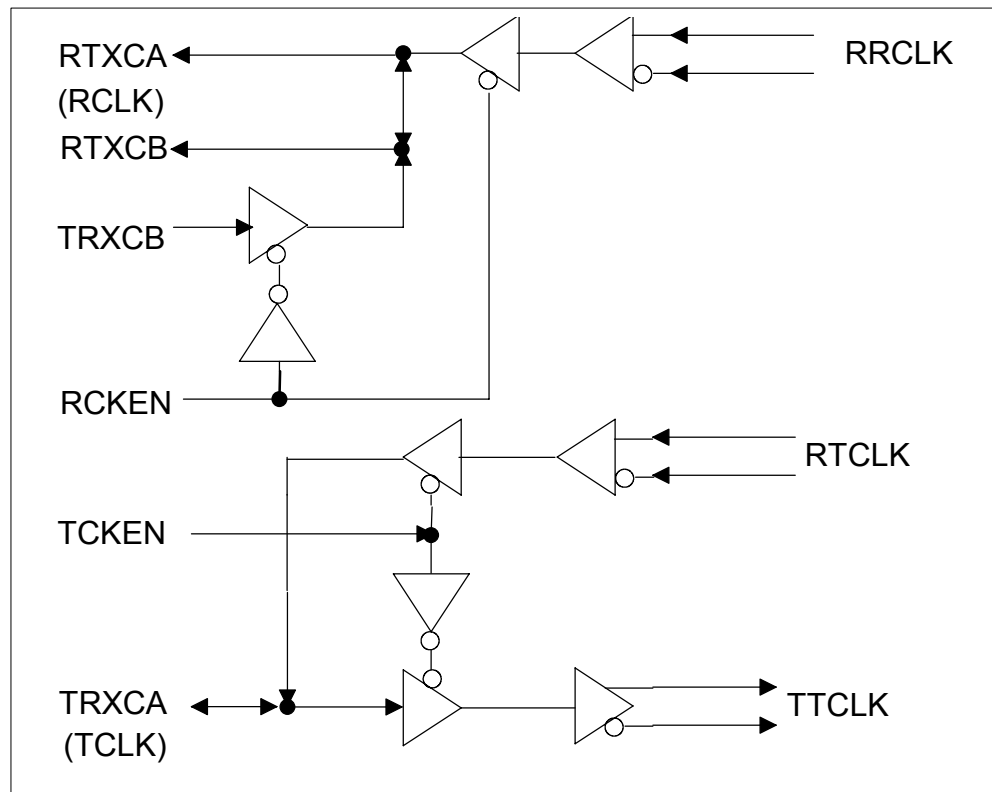 RTXCA
(RCLK)
RRCLK
RTXCB
TRXCB
RCKEN
RTCLK
TCKEN
TRXCA
(TCLK)
TTCLK